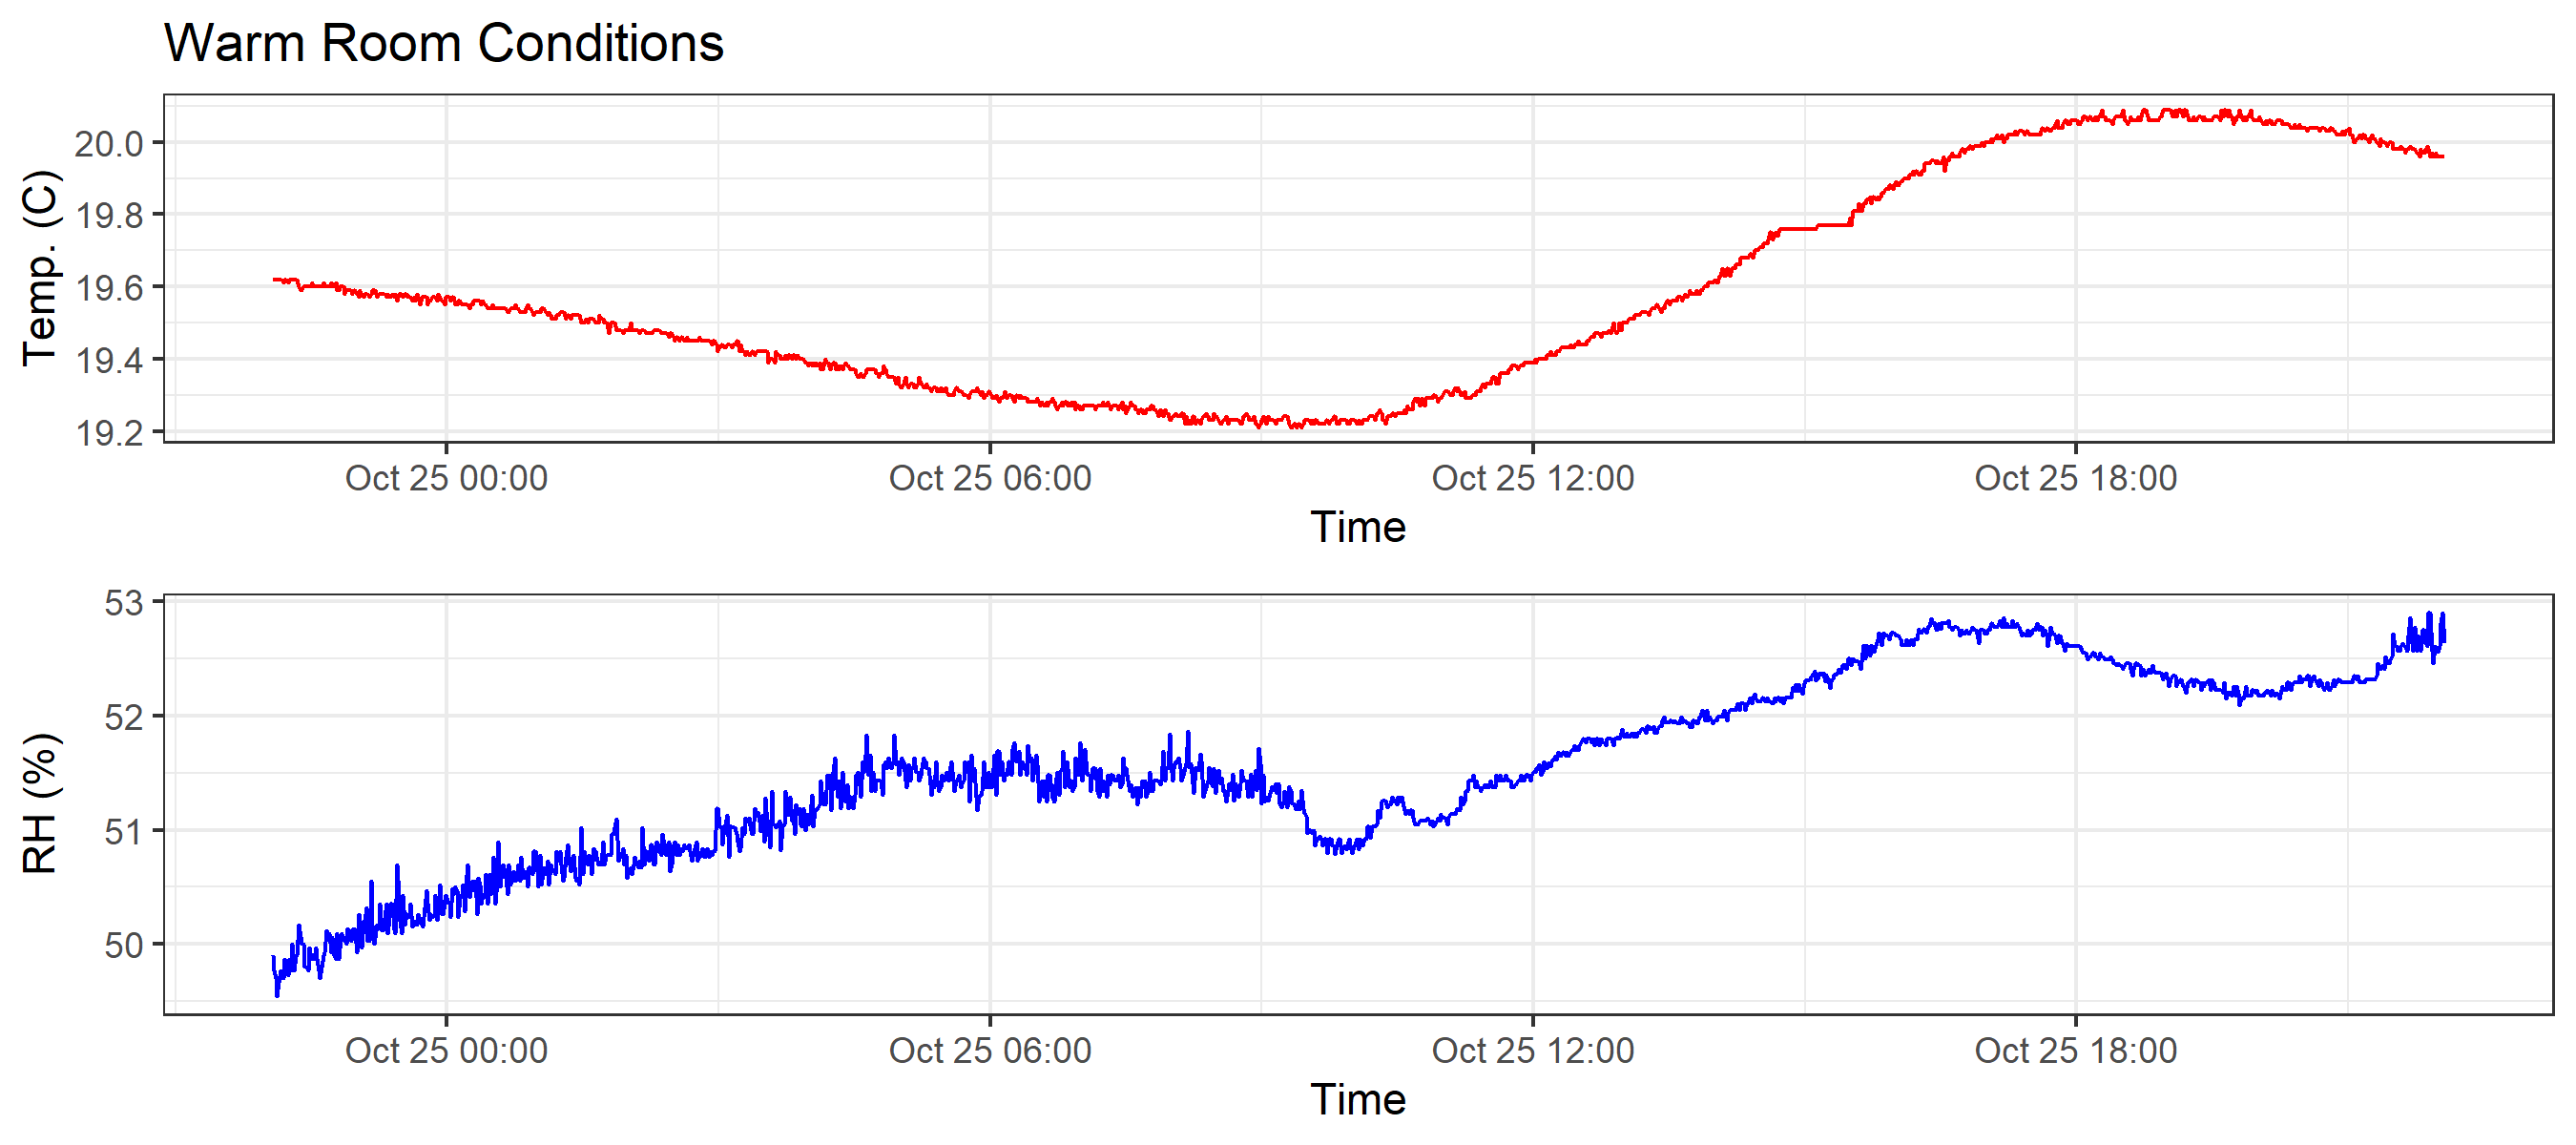 Warm Room Conditions
Temp. (C)
20.0
19.8
19.6
19.4
19.2
Oct 25 00:00 Oct 25 06:00 Oct 25 12:00 Oct 25 18:00
Time
RH (%)
53
52
51
50
Oct 25 00:00 Oct 25 06:00 Oct 25 12:00 Oct 25 18:00
Time